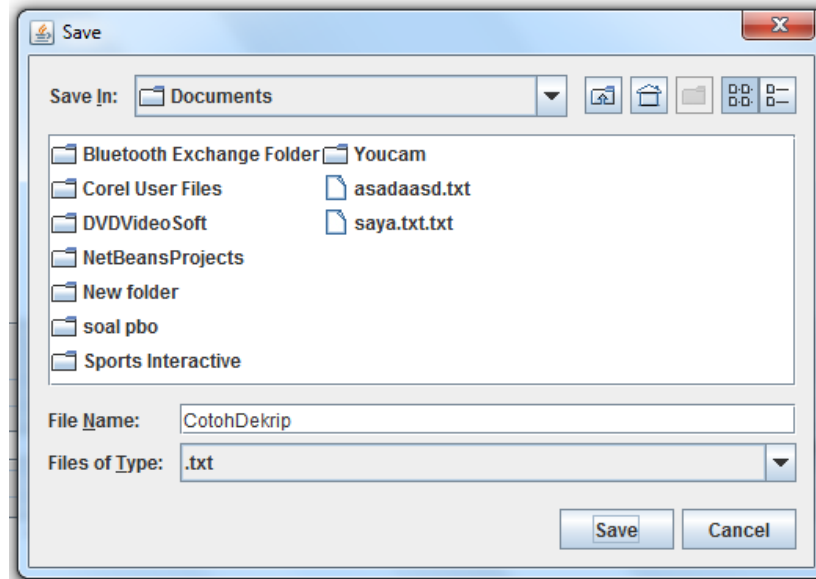 Save
Save In: Documents
Bluetooth Exchange Folder Youcam
Corel User Files asadaasd.txt
DVDVideoSoft saya.txt.txt
NetBeansProjects
New folder
soal pbo
Sports Interactive
File Name: CotohDekrip
Files of Type: .txt
Save Cancel